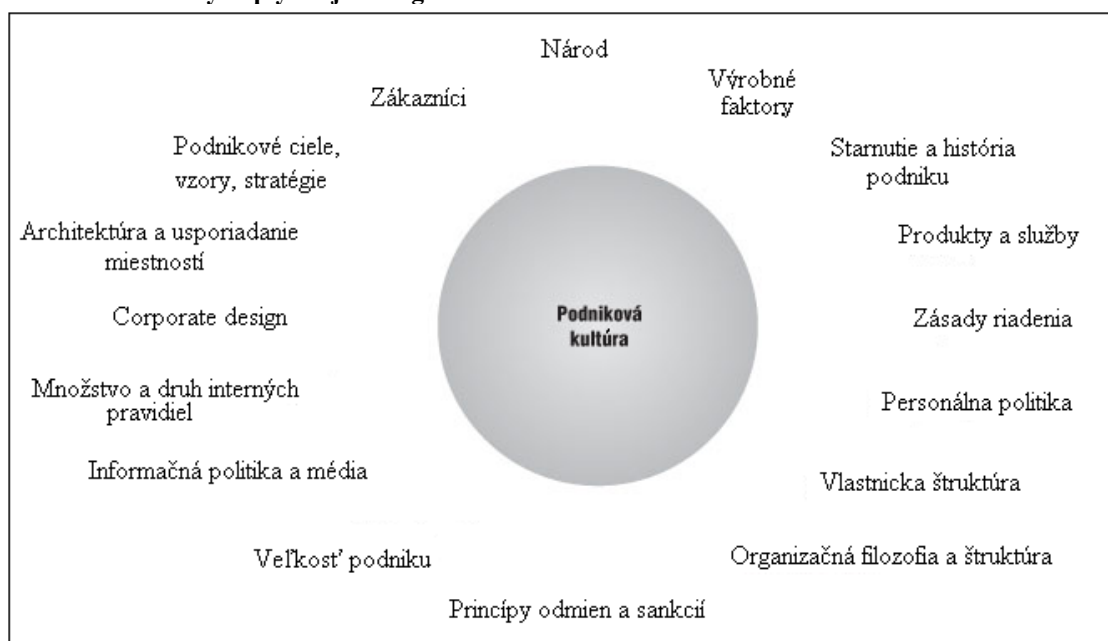 Národ
Výrobné
faktory
Zákazníci
Podnikové ciele,
vzory, stratégie
Starnutie a história
podniku
Architektúra a usporiadanie
miestností
Produkty a služby
Corporate design
Podniková
kultúra
Zásady riadenia
Množstvo a druh interných
pravidiel
Personálna politika
Informačná politika a média
Vlastnicka štruktúra
Veľkosť podniku
Organizačná filozofia a štruktúra
Princípy odmien a sankcií